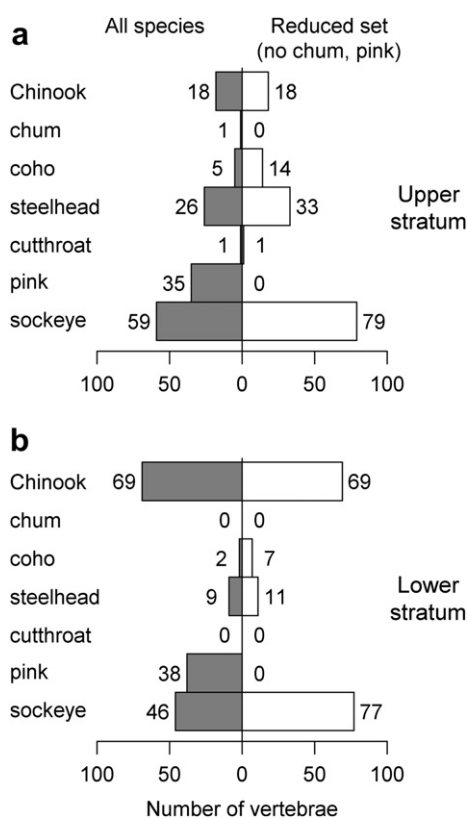 a
All species Reduced set
(no chum, pink)
Chinook 18 18
chum 1 0
coho 5 14
steelhead 26 33
cutthroat 1 1
pink 35 0
sockeye 59 79
Upper
stratum
100 50 0 50 100
b
Chinook 69 69
chum 0 0
coho 2 7
steelhead 9 11
cutthroat 0 0
pink 38 0
sockeye 46 77
Lower
stratum
100 50 0 50 100
Number of vertebrae